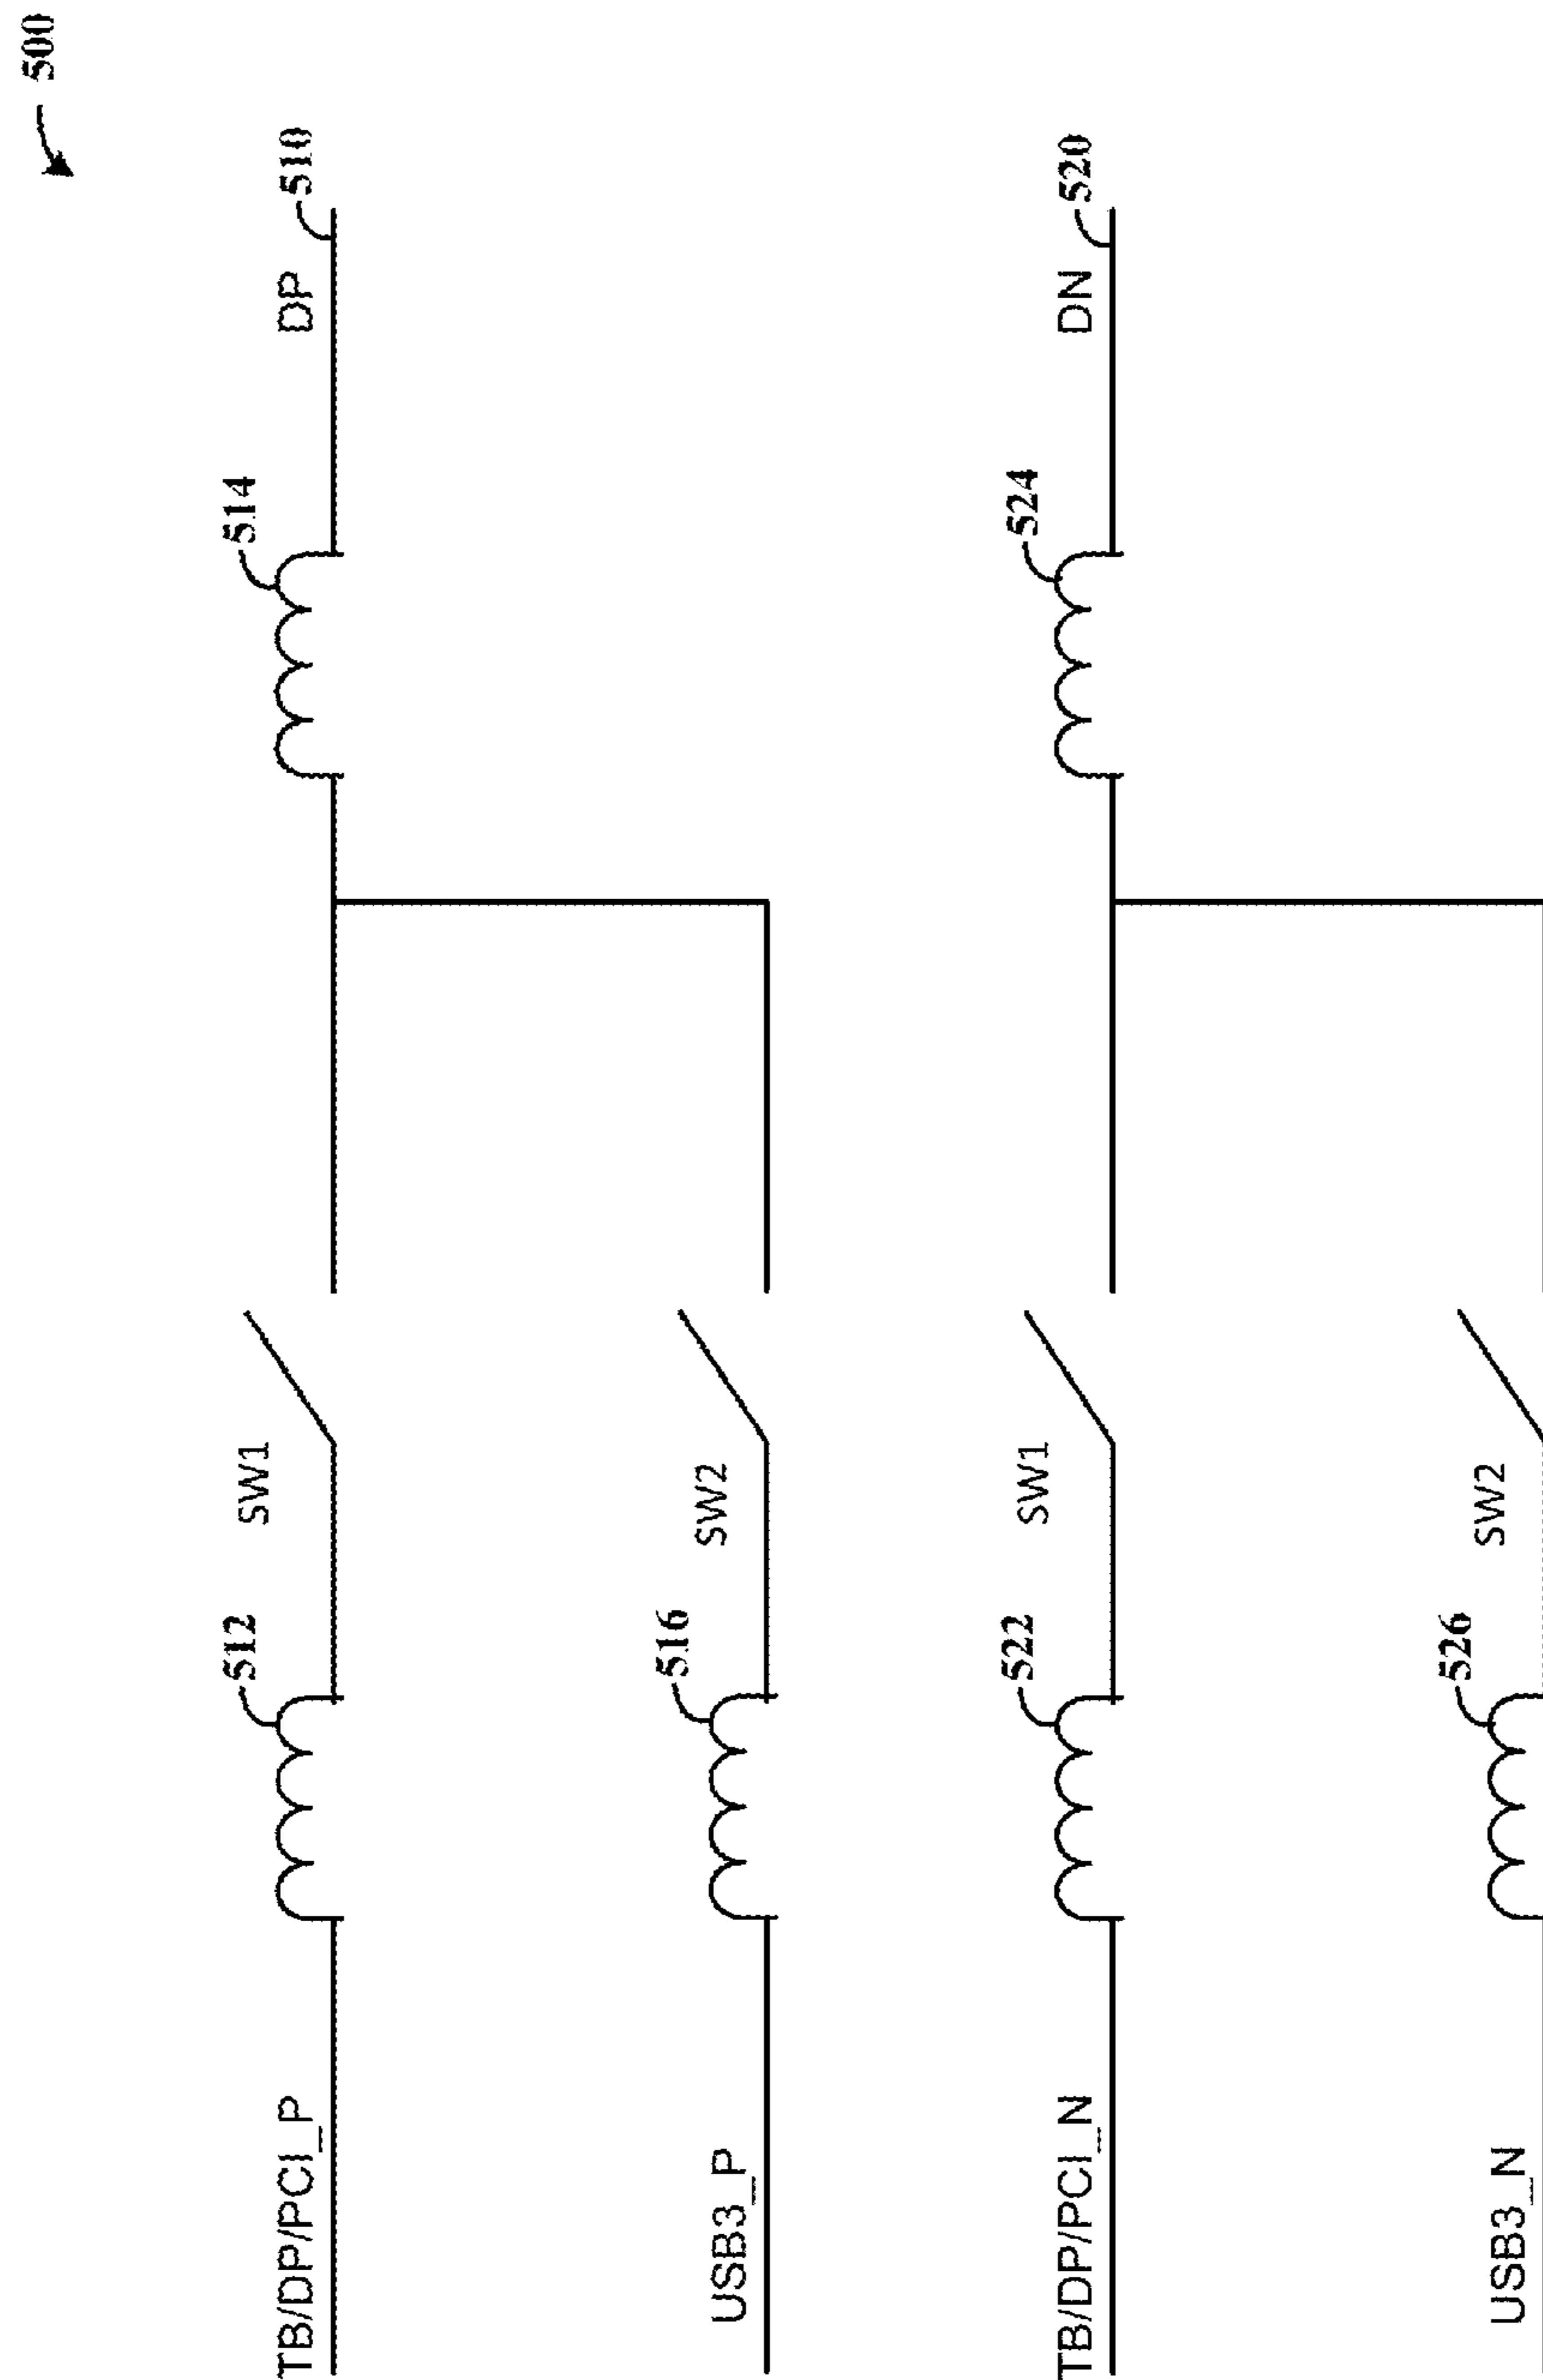 500
TB/DP/PCI_P
512
SW1
514
DP
510
USB3_P
516
SW2
TB/DP/PCI_N
522
SW1
524
DN
520
USB3_N
526
SW2